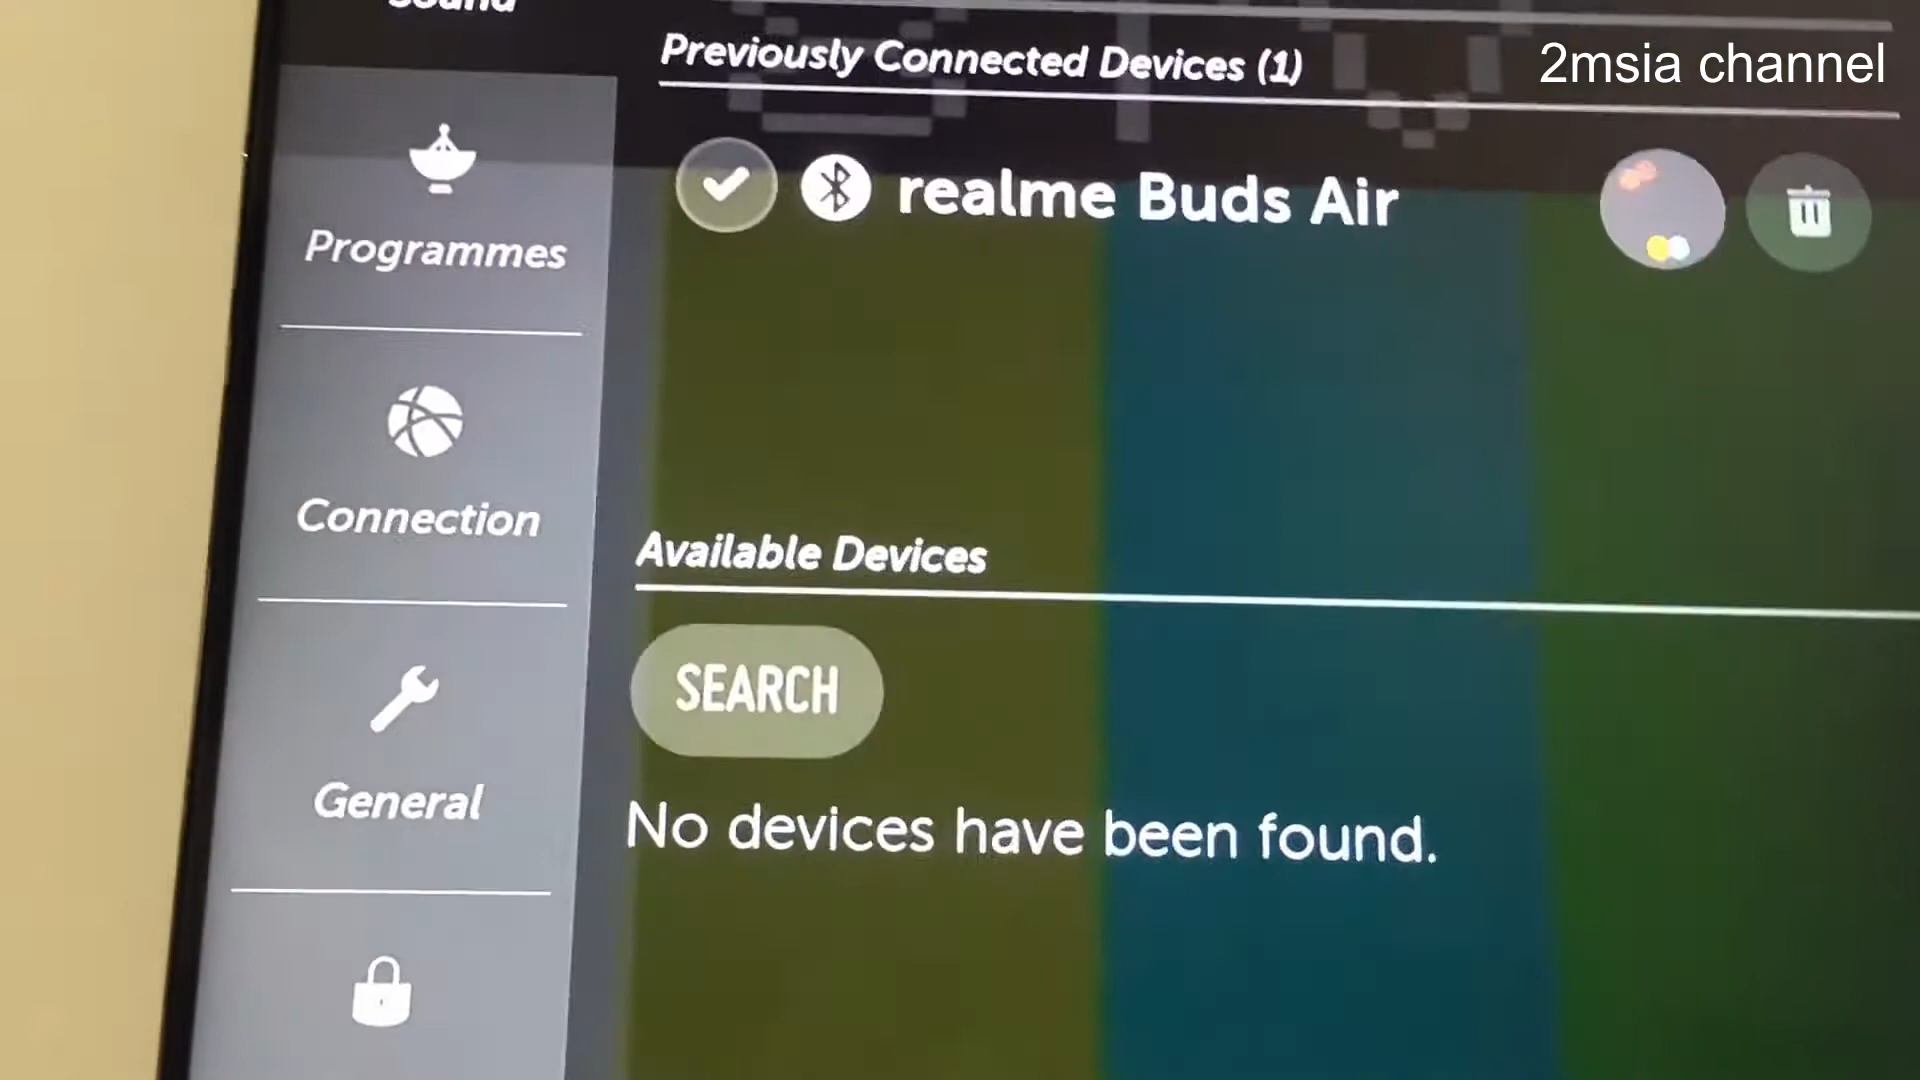 Sound
Previously Connected Devices (1)
2msia channel
realme Buds Air
Programmes
Connection
Available Devices
SEARCH
General
No devices have been found.